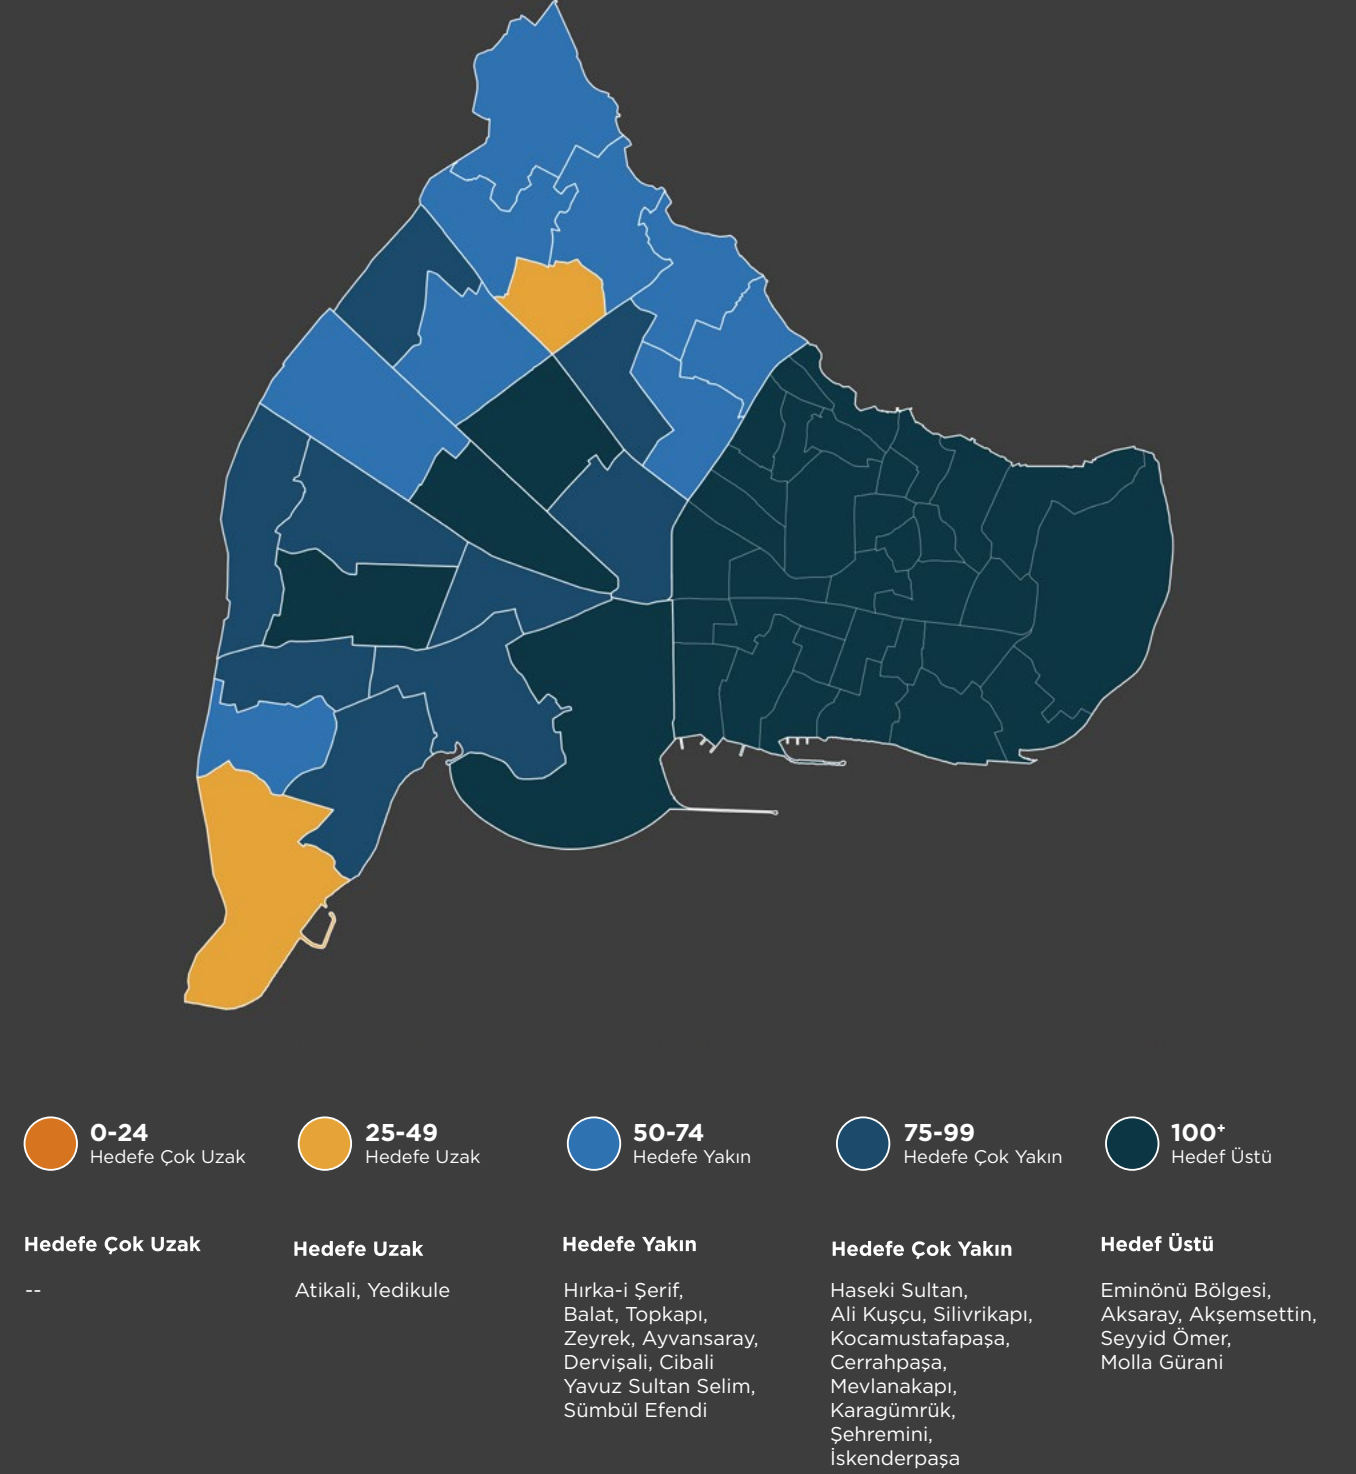 0-24
Hedefe Çok Uzak
25-49
Hedefe Uzak
50-74
Hedefe Yakın
75-99
Hedefe Çok Yakın
100+
Hedef Üstü
Hedefe Çok Uzak
--
Hedefe Uzak
Atikali, Yedikule
Hedefe Yakın
Hırka-i Şerif,
Balat, Topkapı,
Zeyrek, Ayvansaray,
Dervişali, Cibali
Yavuz Sultan Selim,
Sümbül Efendi
Hedefe Çok Yakın
Haseki Sultan,
Ali Kuşçu, Silivrikapı,
Kocamustafapaşa,
Cerrahpaşa,
Mevlanakapı,
Karagümrük,
Şehremini,
İskenderpaşa
Hedef Üstü
Eminönü Bölgesi,
Aksaray, Akşemsettin,
Seyyid Ömer,
Molla Gürani